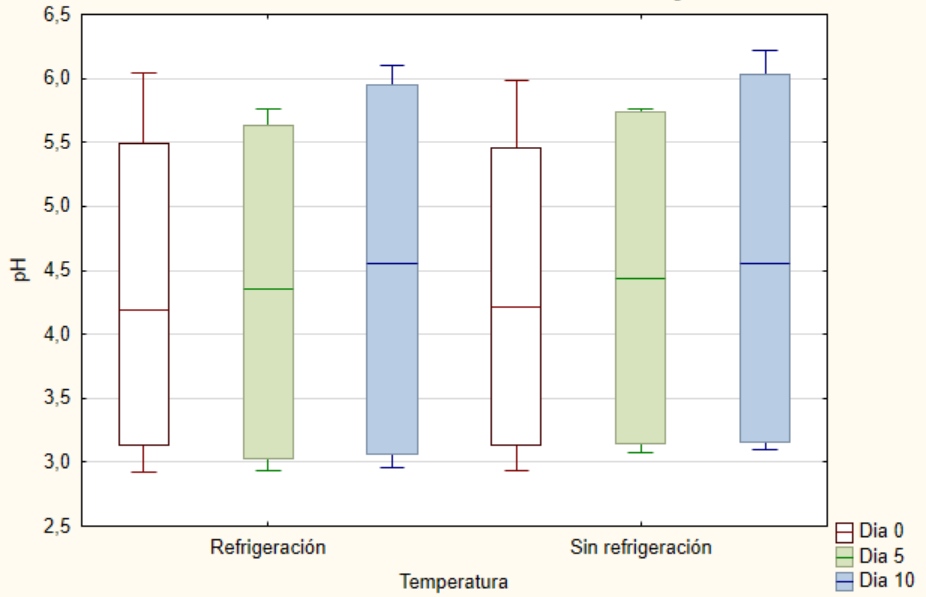 6,5
6,0
5,5
5,0
4,5
4,0
3,5
3,0
2,5
pH
Refrigeración
Sin refrigeración
Temperatura
Dia 0
Dia 5
Dia 10